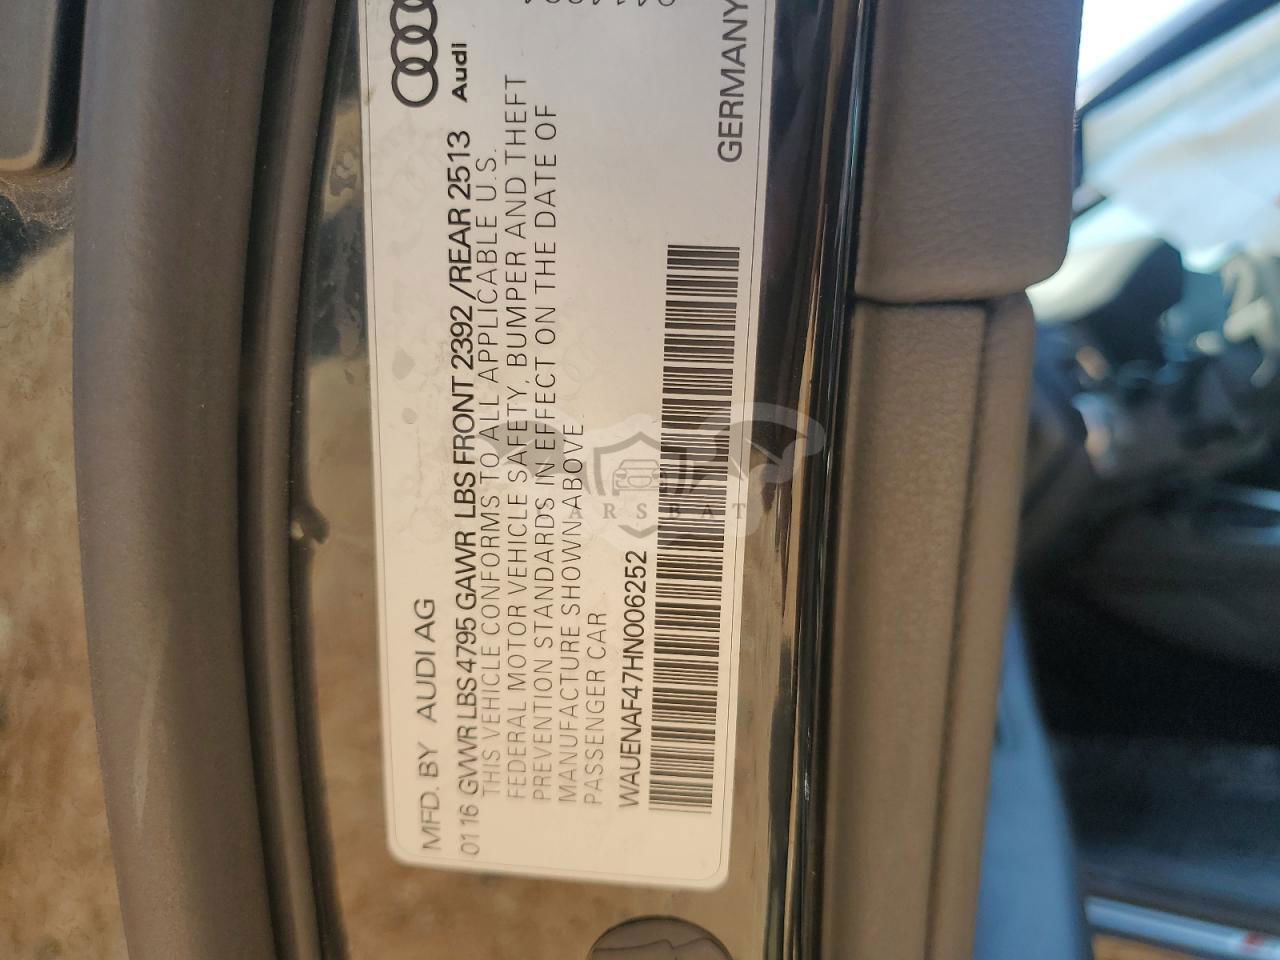 MFD. BY AUDI AG
Audi
0116 GVWR LBS 4795 GAWR LBS FRONT 2392 /REAR 2513
THIS VEHICLE CONFORMS TO ALL APPLICABLE U.S.
FEDERAL MOTOR VEHICLE SAFETY, BUMPER AND THEFT
PREVENTION STANDARDS IN EFFECT ON THE DATE OF
MANUFACTURE SHOWN ABOVE.
PASSENGER CAR
WAUENAF47HN006252
GERMANY
CARSBAT